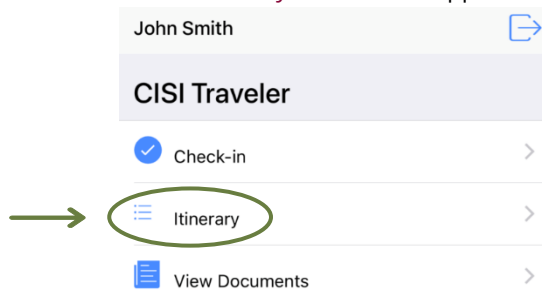 John Smith
CISI Traveler
Check-in
Itinerary
View Documents